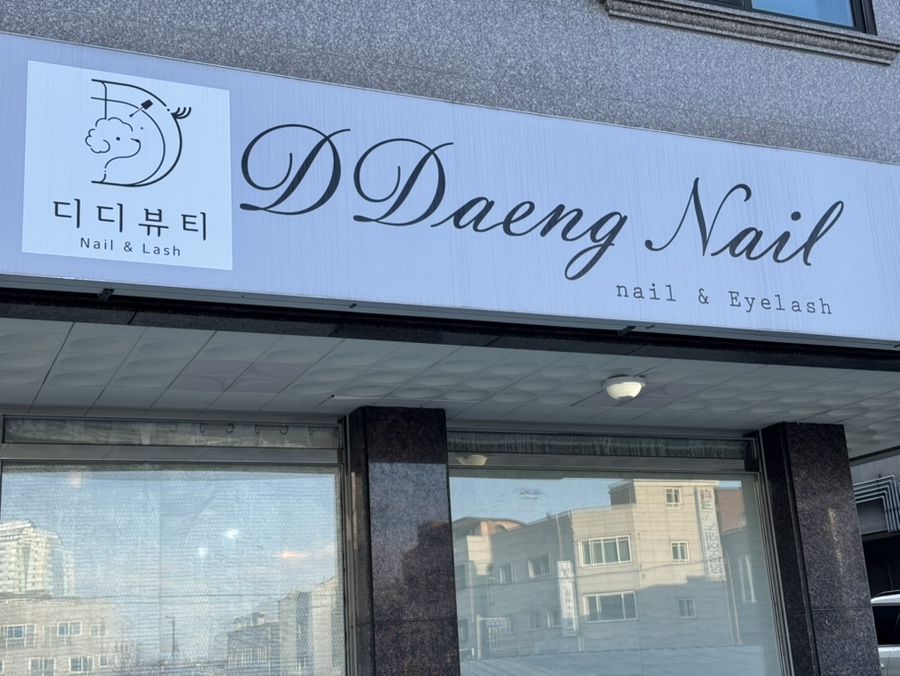 디디뷰티
Nail & Lash
DDaeng Nail
nail & Eyelash